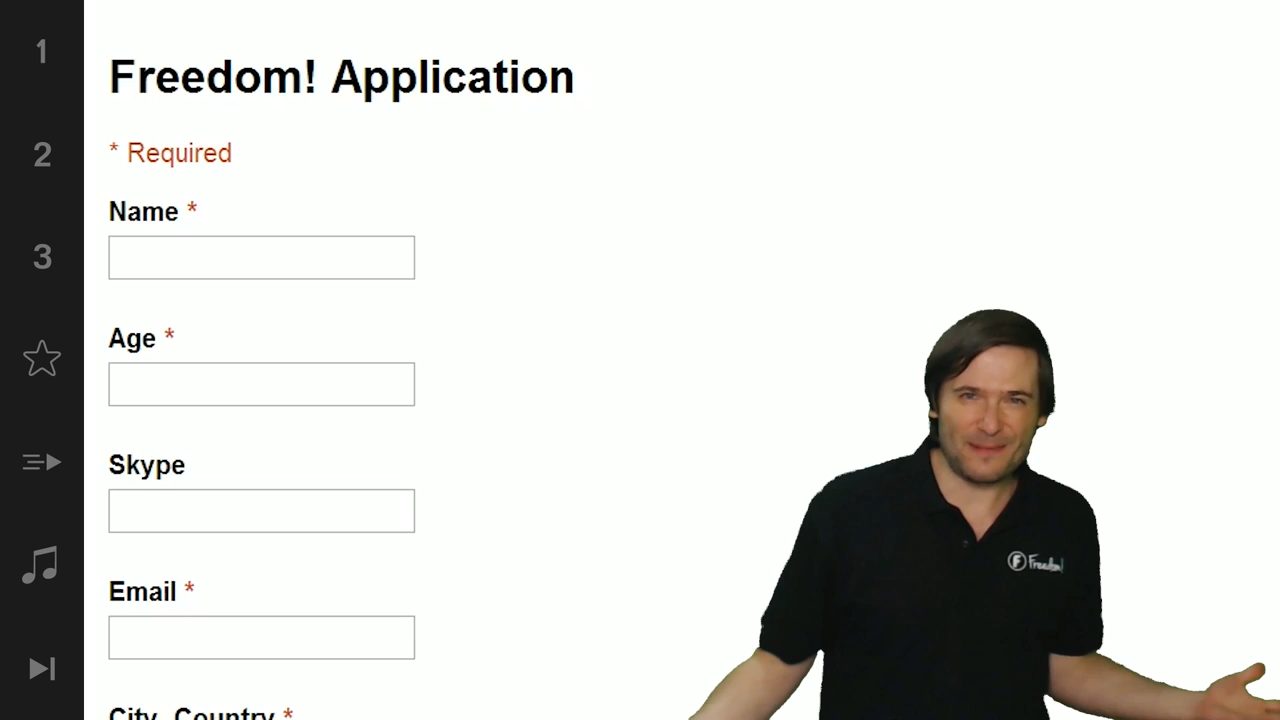 1
2
3
Freedom! Application
* Required
Name *
Age *
Skype
Email *
City, Country *
F Freedom!